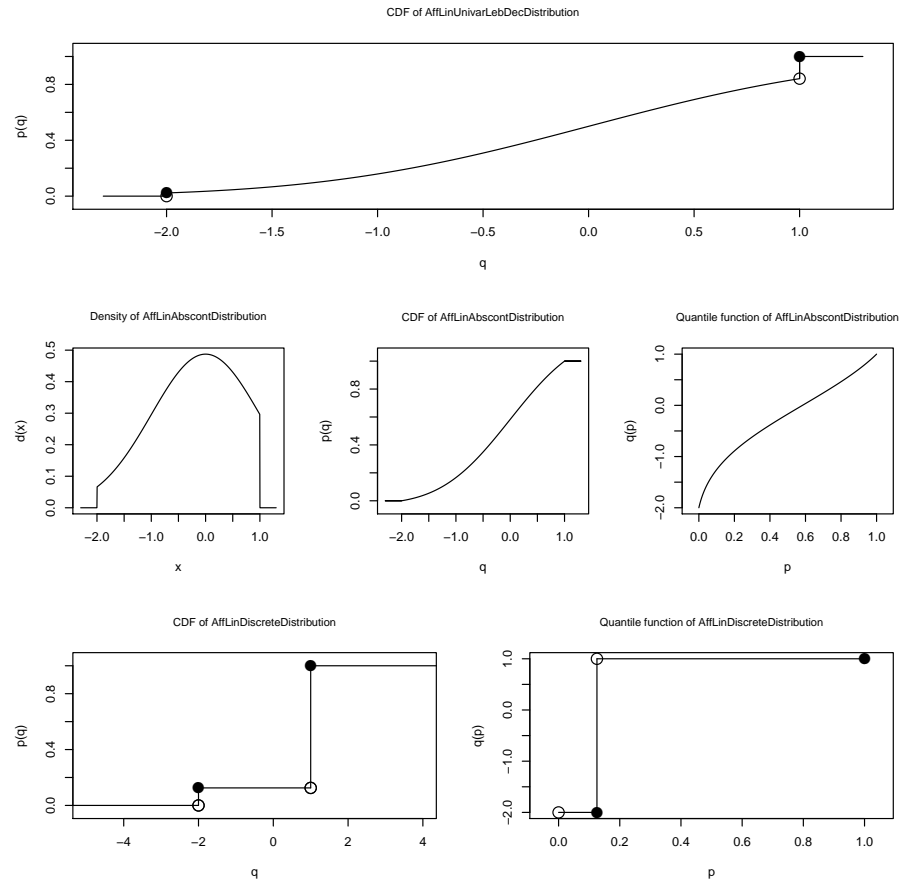 CDF of AffLinUnivarLebDecDistribution
p(q)
0.0 0.4 0.8
−2.0 −1.5 −1.0 −0.5 0.0 0.5 1.0
q
Density of AffLinAbscontDistribution
d(x)
0.0 0.1 0.2 0.3 0.4 0.5
−2.0 −1.0 0.0 1.0
x
CDF of AffLinAbscontDistribution
p(q)
0.0 0.4 0.8
−2.0 −1.0 0.0 1.0
q
Quantile function of AffLinAbscontDistribution
q(p)
−2.0 −1.0 0.0 1.0
0.0 0.2 0.4 0.6 0.8 1.0
p
CDF of AffLinDiscreteDistribution
p(q)
0.0 0.4 0.8
−4 −2 0 2 4
q
Quantile function of AffLinDiscreteDistribution
q(p)
−2.0 −1.0 0.0 1.0
0.0 0.2 0.4 0.6 0.8 1.0
p